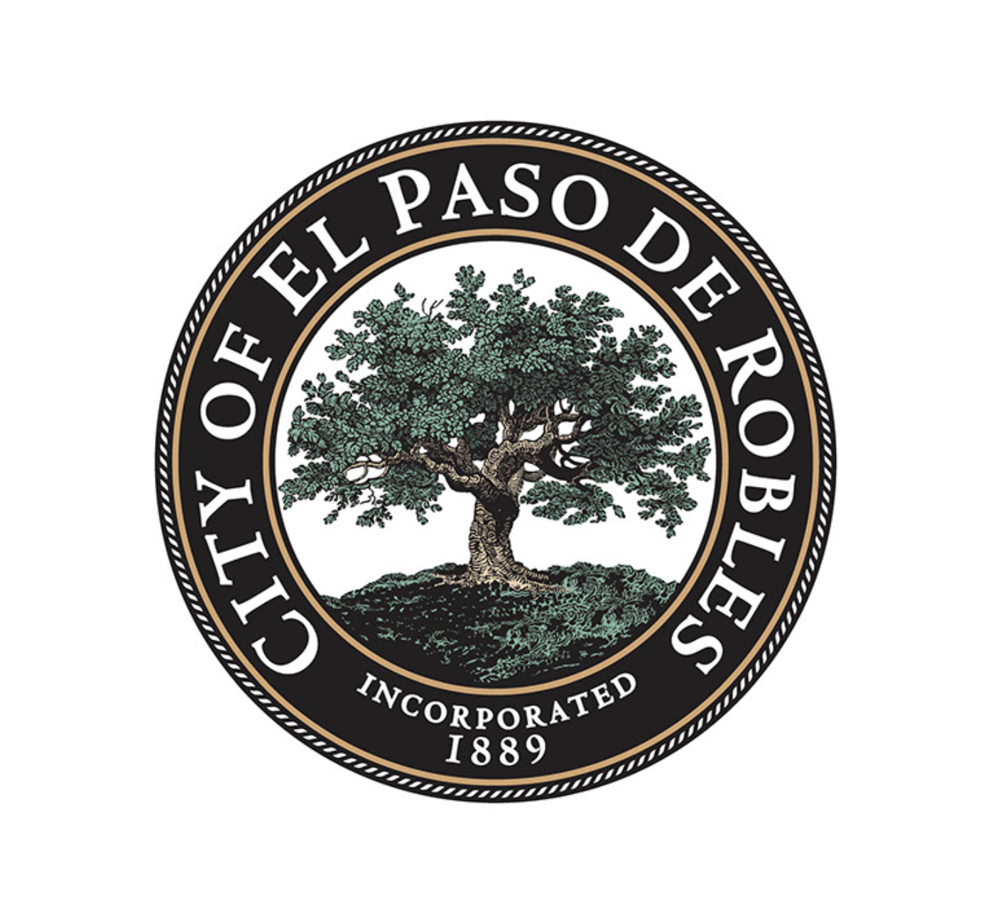 CITY OF EL PASO DE ROBLES
INCORPORATED
1889